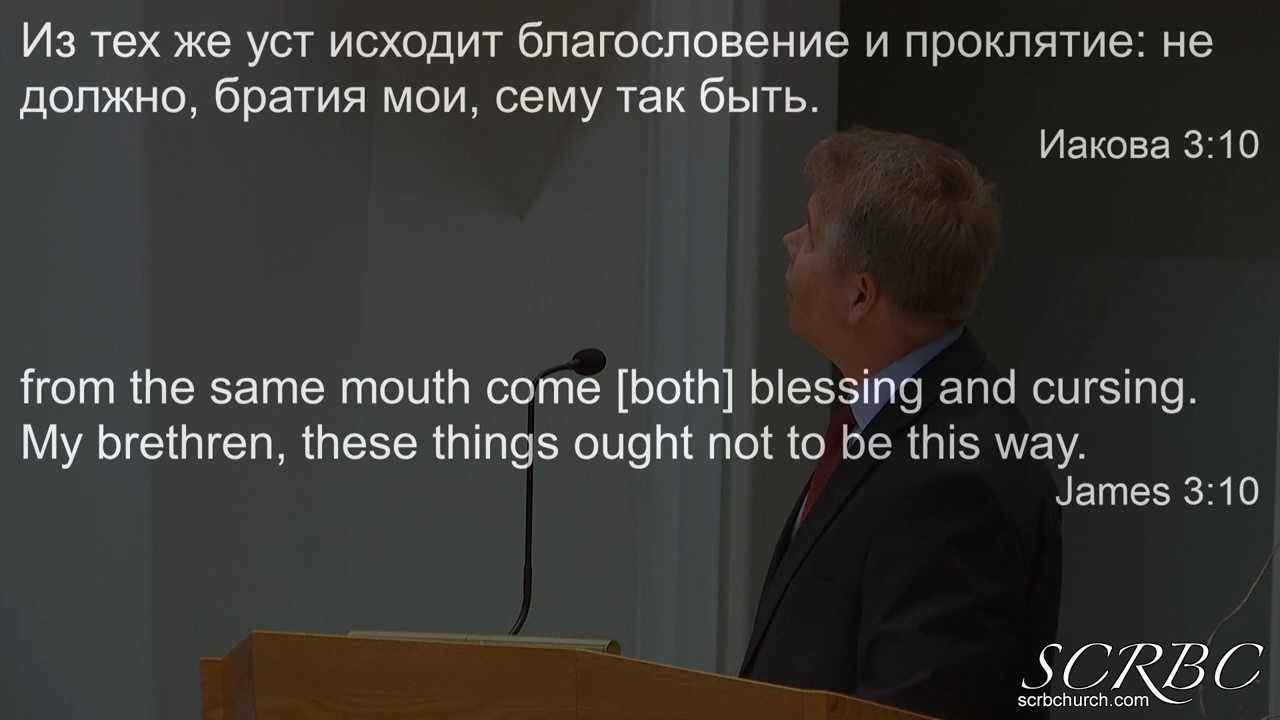 Из тех же уст исходит благословение и проклятие: не
должно, братия мои, сему так быть.
Иакова 3:10
from the same mouth come [both] blessing and cursing.
My brethren, these things ought not to be this way.
James 3:10
SCRBC
scrbchurch.com